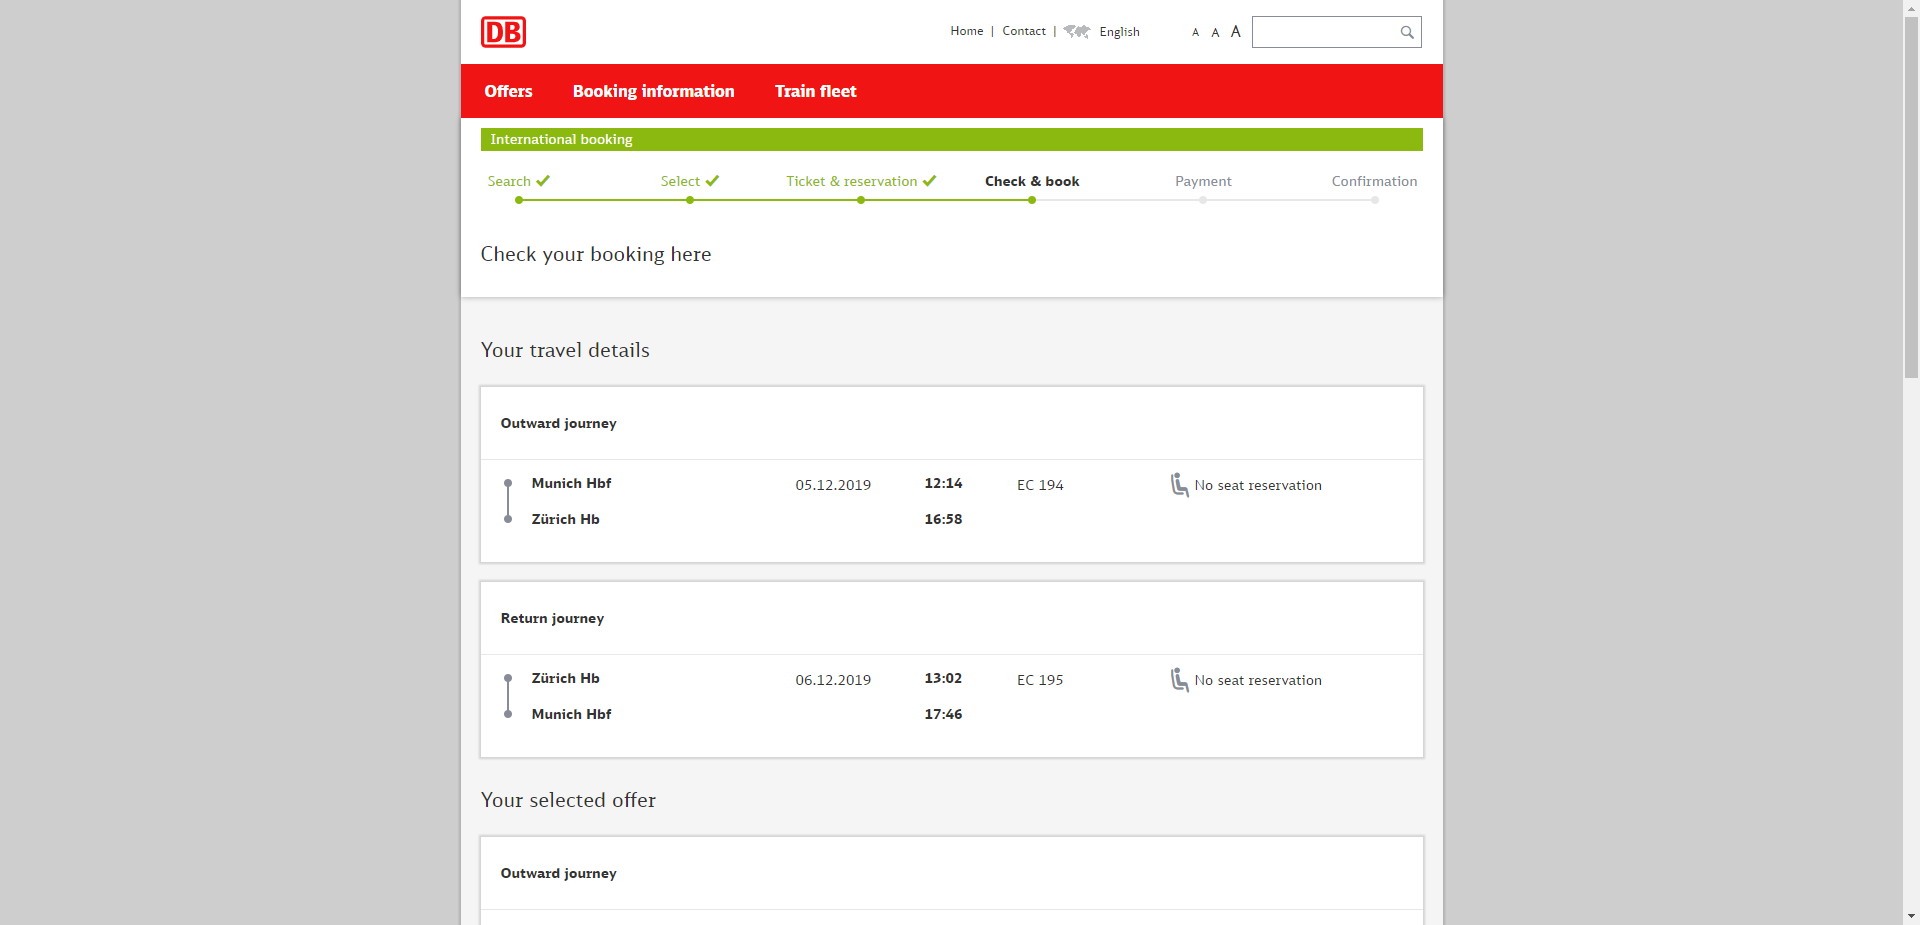 DB
Home | Contact | English A A A
Offers Booking information Train fleet
International booking
Search Select Ticket & reservation Check & book Payment Confirmation
Check your booking here
Your travel details
Outward journey
Munich Hbf 05.12.2019 12:14 EC 194 No seat reservation
Zürich Hb 16:58
Return journey
Zürich Hb 06.12.2019 13:02 EC 195 No seat reservation
Munich Hbf 17:46
Your selected offer
Outward journey